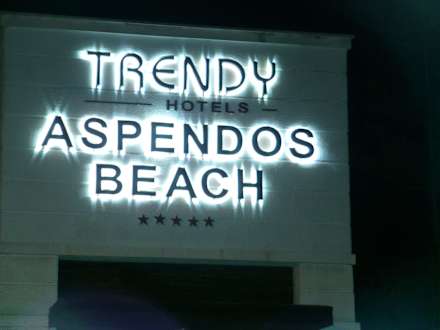 TRENDY
HOTELS
ASPENDOS
BEACH
★★★★★